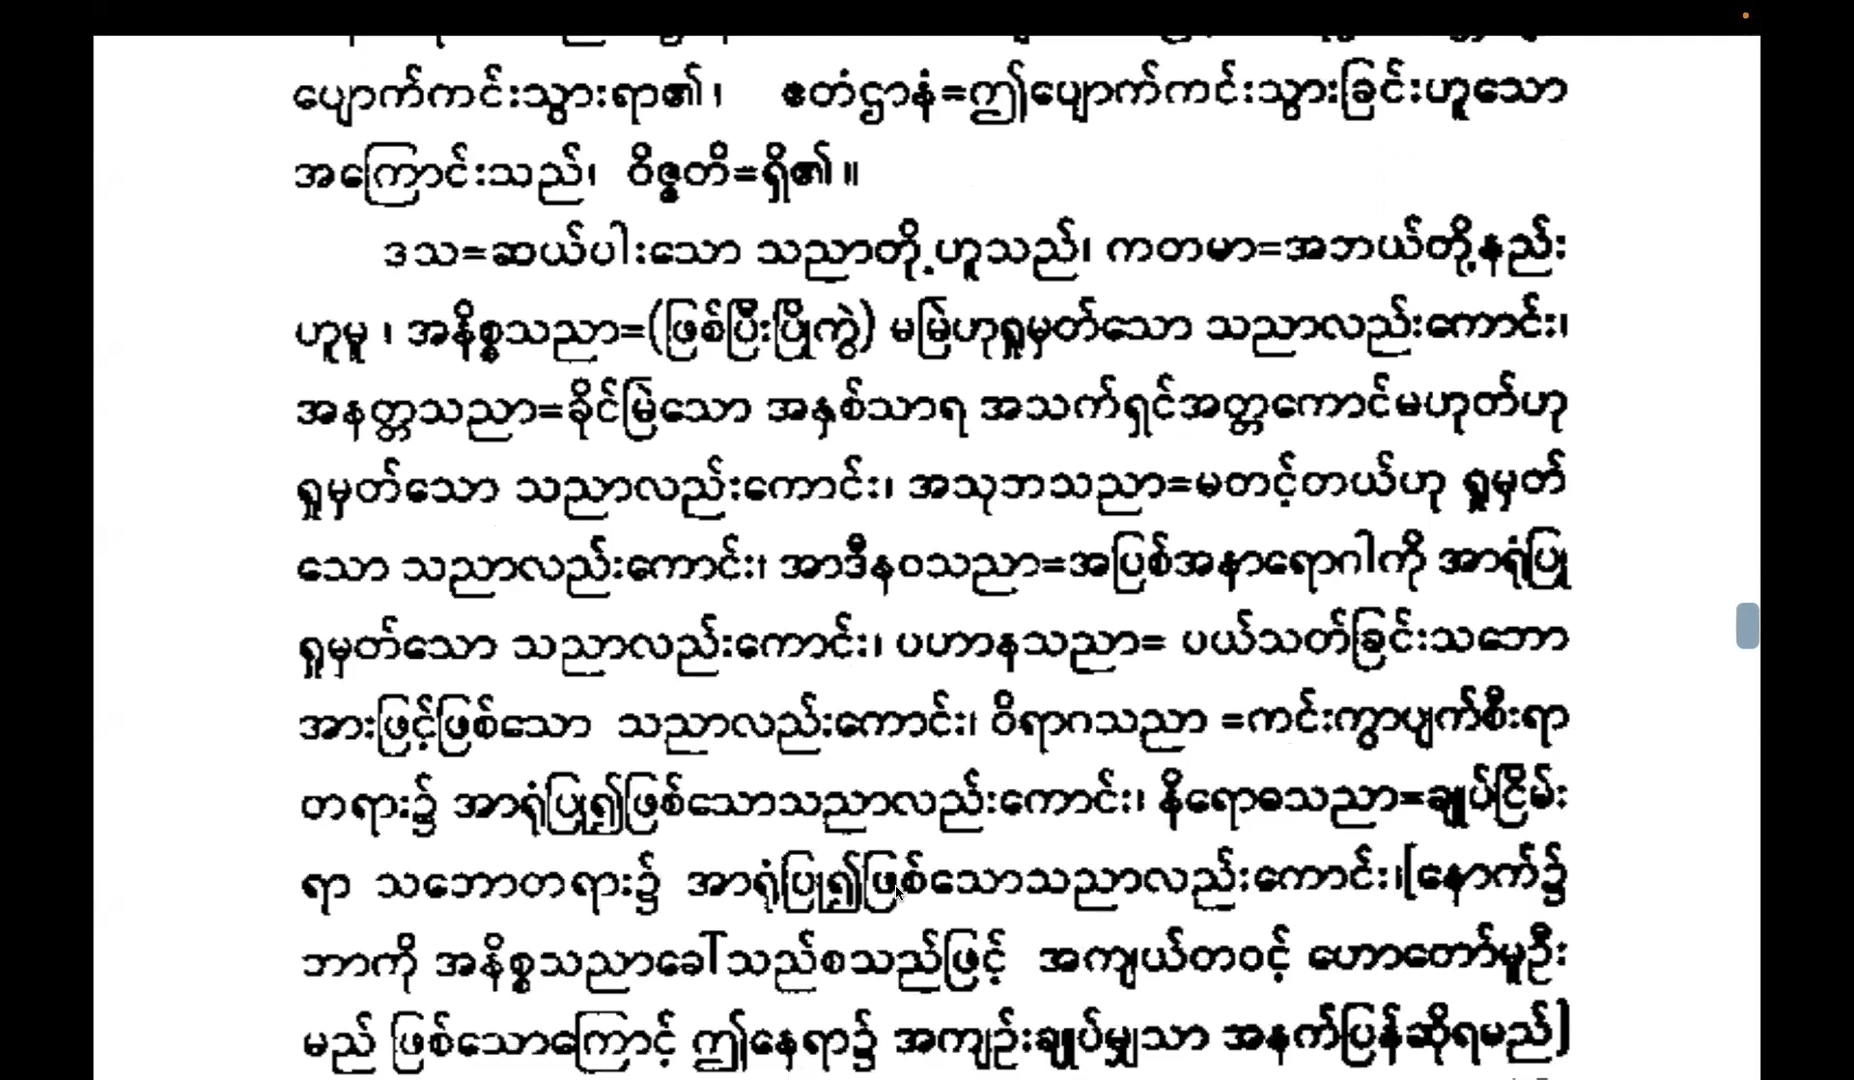 ပျောက်ကင်းသွားရာ၏၊ ဧတံဌာနံ=ဤပျောက်ကင်းသွားခြင်းဟူသော
အကြောင်းသည်၊ ဝိဇ္ဇတိ=ရှိ၏။
ဒသ=ဆယ်ပါးသော သညာတို့ဟူသည်၊ ကတမာ=အဘယ်တို့နည်း
ဟူမူ၊ အနိစ္စသညာ=(ဖြစ်ပြီးပြိုကွဲ) မမြဲဟုရှုမှတ်သော သညာလည်းကောင်း၊
အနတ္တသညာ=ခိုင်မြဲသော အနှစ်သာရ အသက်ရှင်အတ္တကောင်မဟုတ်ဟု
ရှုမှတ်သော သညာလည်းကောင်း၊ အသုဘသညာ=မတင့်တယ်ဟု ရှုမှတ်
သော သညာလည်းကောင်း၊ အာဒီနဝသညာ=အပြစ်အနာရောဂါကို အာရုံပြု
ရှုမှတ်သော သညာလည်းကောင်း၊ ပဟာနသညာ= ပယ်သတ်ခြင်းသဘော
အားဖြင့်ဖြစ်သော သညာလည်းကောင်း၊ ဝိရာဂသညာ =ကင်းကွာပျက်စီးရာ
တရား၌ အာရုံပြု၍ဖြစ်သောသညာလည်းကောင်း၊ နိရောဓသညာ=ချုပ်ငြိမ်း
ရာ သဘောတရား၌ အာရုံပြု၍ဖြစ်သောသညာလည်းကောင်း၊[နောက်၌
ဘာကို အနိစ္စသညာခေါ်သည်စသည်ဖြင့် အကျယ်တဝင့် ဟောတော်မူဦး
မည် ဖြစ်သောကြောင့် ဤနေရာ၌ အကျဉ်းချုပ်မျှသာ အနက်ပြန်ဆိုရမည်]